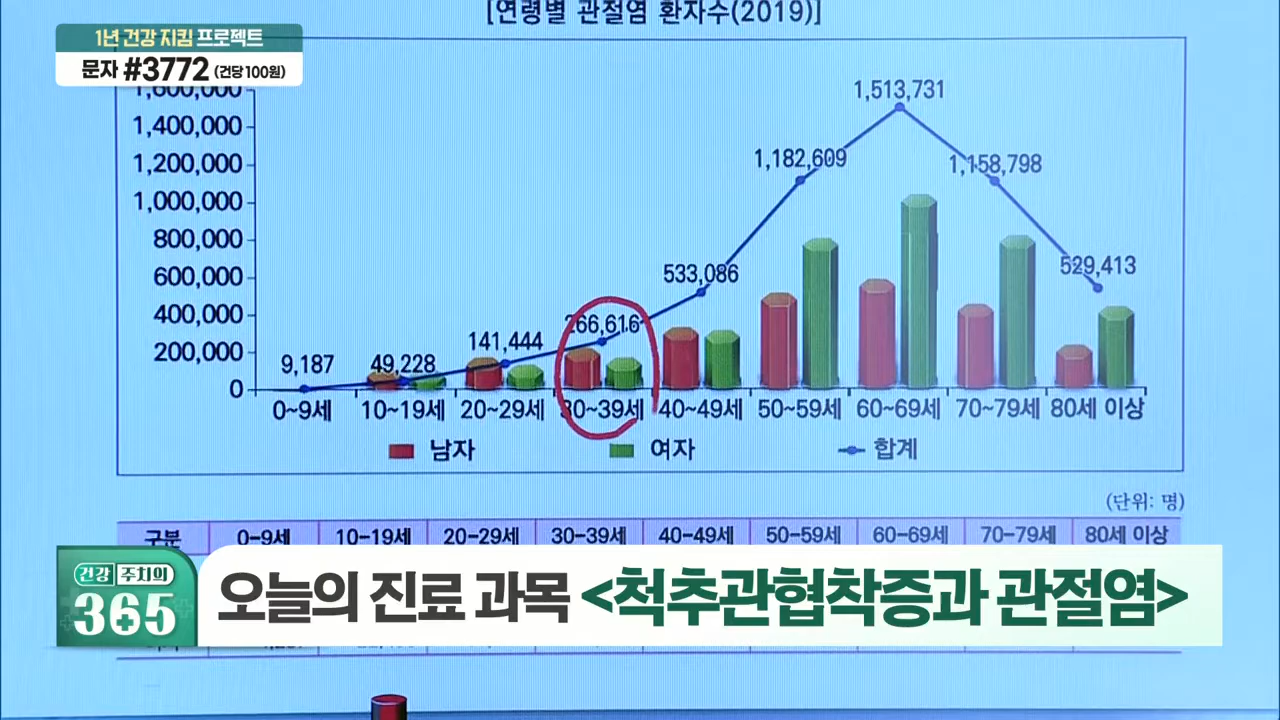 [연령별 관절염 환자수(2019)]
1년 건강 지킴 프로젝트
문자 #3772 (건당 100원)
1,600,000
1,400,000
1,200,000
1,000,000
800,000
600,000
400,000
200,000
0
9,187
49,228
141,444
266,616
533,086
1,182,609
1,513,731
1,158,798
529,413
0~9세 10~19세 20~29세 30~39세 40~49세 50~59세 60~69세 70~79세 80세 이상
남자 여자 합계
(단위: 명)
구분 0-9세 10-19세 20-29세 30-39세 40-49세 50-59세 60-69세 70-79세 80세 이상
건강 주치의
365
오늘의 진료 과목 <척추관협착증과 관절염>